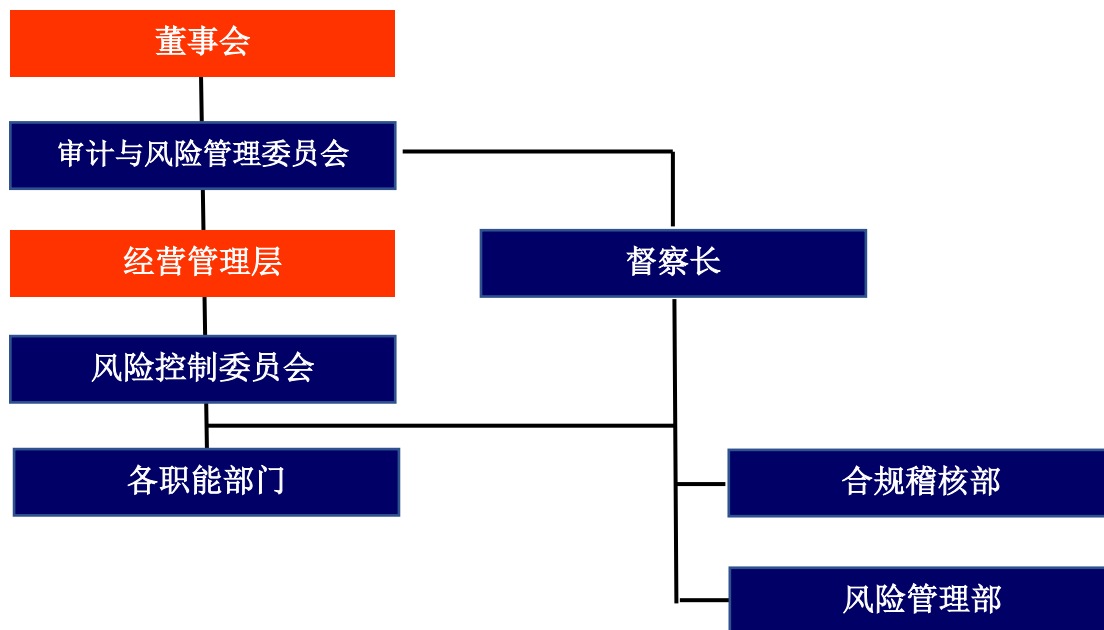 董事会
审计与风险管理委员会
经营管理层
督察长
风险控制委员会
各职能部门
合规稽核部
风险管理部